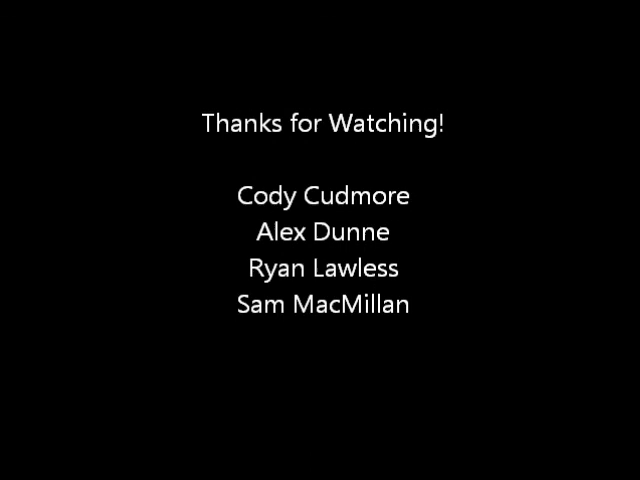 Thanks for Watching!
Cody Cudmore
Alex Dunne
Ryan Lawless
Sam MacMillan